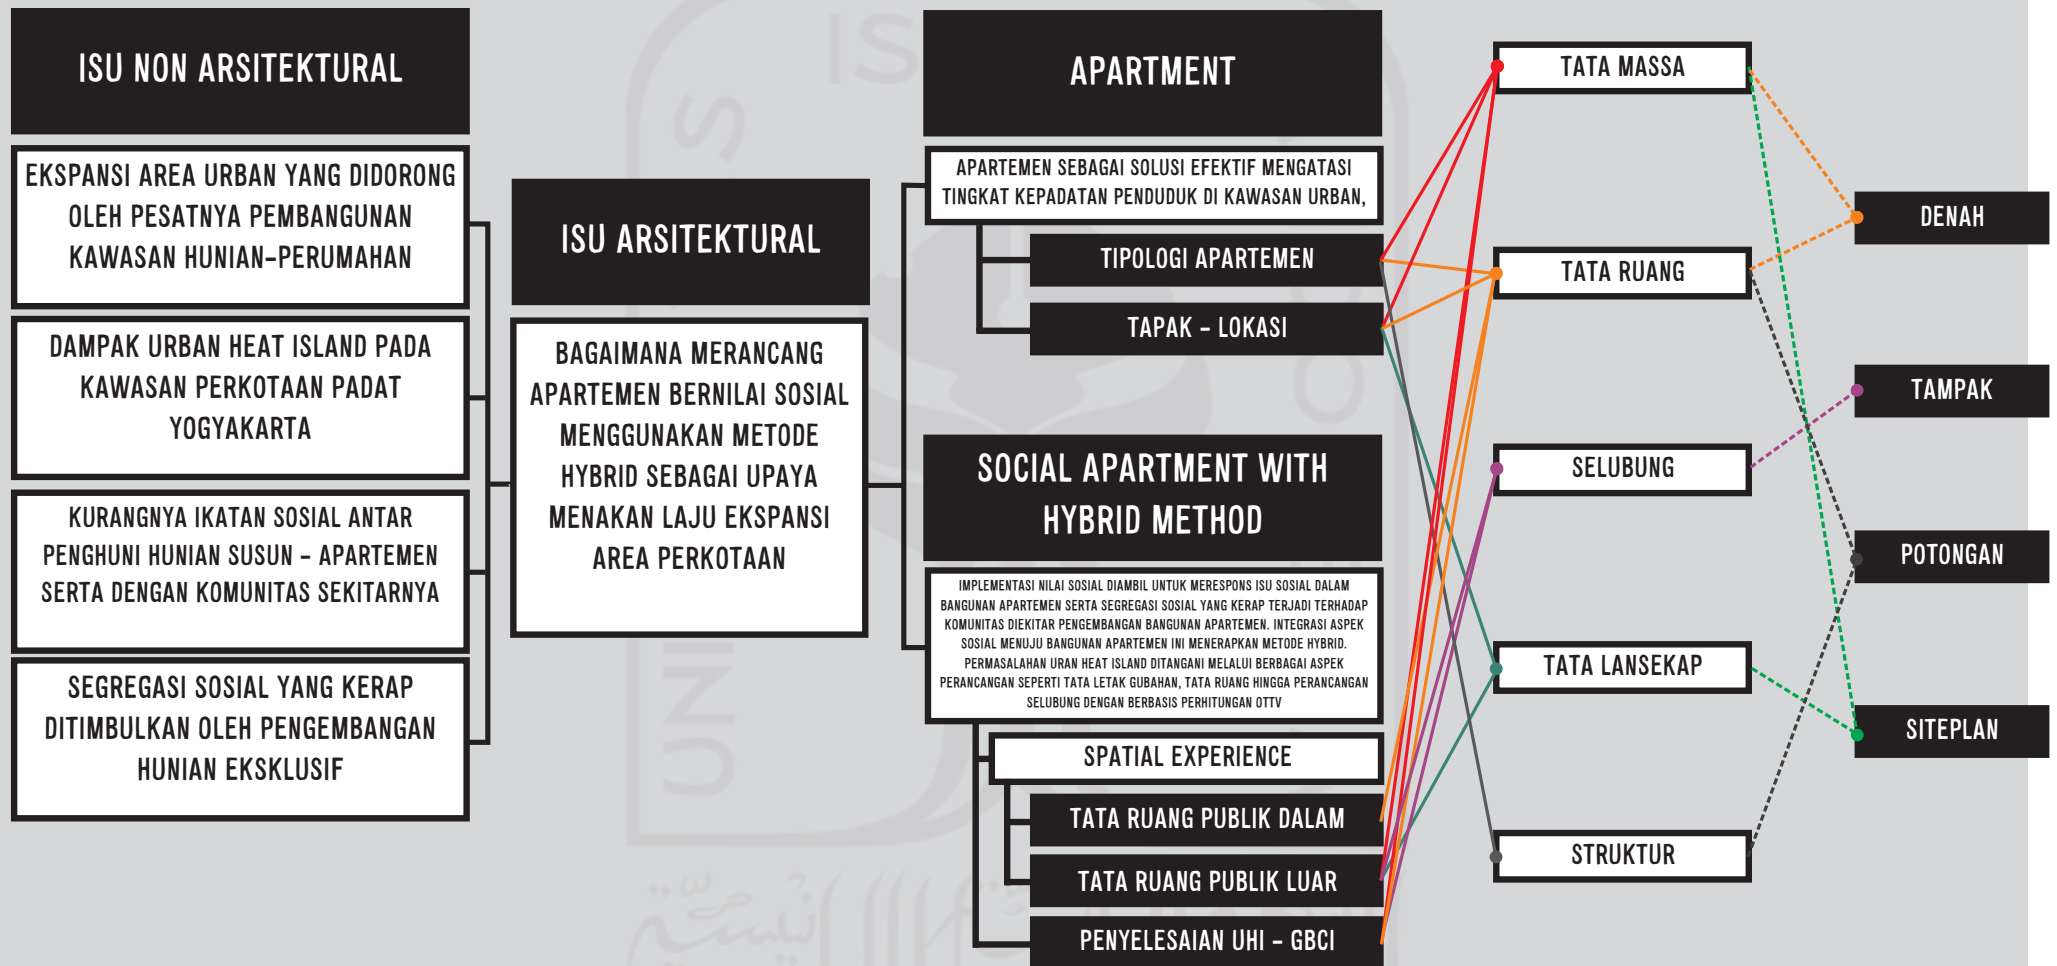 ISU NON ARSITEKTURAL
EKSPANSI AREA URBAN YANG DIDORONG
OLEH PESATNYA PEMBANGUNAN
KAWASAN HUNIAN-PERUMAHAN
DAMPAK URBAN HEAT ISLAND PADA
KAWASAN PERKOTAAN PADAT
YOGYAKARTA
KURANGNYA IKATAN SOSIAL ANTAR
PENGHUNI HUNIAN SUSUN - APARTEMEN
SERTA DENGAN KOMUNITAS SEKITARNYA
SEGREGASI SOSIAL YANG KERAP
DITIMBULKAN OLEH PENGEMBANGAN
HUNIAN EKSKLUSIF
ISU ARSITEKTURAL
BAGAIMANA MERANCANG
APARTEMEN BERNILAI SOSIAL
MENGGUNAKAN METODE
HYBRID SEBAGAI UPAYA
MENAKAN LAJU EKSPANSI
AREA PERKOTAAN
APARTMENT
APARTEMEN SEBAGAI SOLUSI EFEKTIF MENGATASI
TINGKAT KEPADATAN PENDUDUK DI KAWASAN URBAN,
TIPOLOGI APARTEMEN
TAPAK - LOKASI
SOCIAL APARTMENT WITH
HYBRID METHOD
IMPLEMENTASI NILAI SOSIAL DIAMBIL UNTUK MERESPONS ISU SOSIAL DALAM
BANGUNAN APARTEMEN SERTA SEGREGASI SOSIAL YANG KERAP TERJADI TERHADAP
KOMUNITAS DIEKITAR PENGEMBANGAN BANGUNAN APARTEMEN. INTEGRASI ASPEK
SOSIAL MENUJU BANGUNAN APARTEMEN INI MENERAPKAN METODE HYBRID.
PERMASALAHAN URAN HEAT ISLAND DITANGANI MELALUI BERBAGAI ASPEK
PERANCANGAN SEPERTI TATA LETAK GUBAHAN, TATA RUANG HINGGA PERANCANGAN
SELUBUNG DENGAN BERBASIS PERHITUNGAN OTTV
SPATIAL EXPERIENCE
TATA RUANG PUBLIK DALAM
TATA RUANG PUBLIK LUAR
PENYELESAIAN UHI - GBCI
TATA MASSA
TATA RUANG
SELUBUNG
TATA LANSEKAP
STRUKTUR
DENAH
TAMPAK
POTONGAN
SITEPLAN